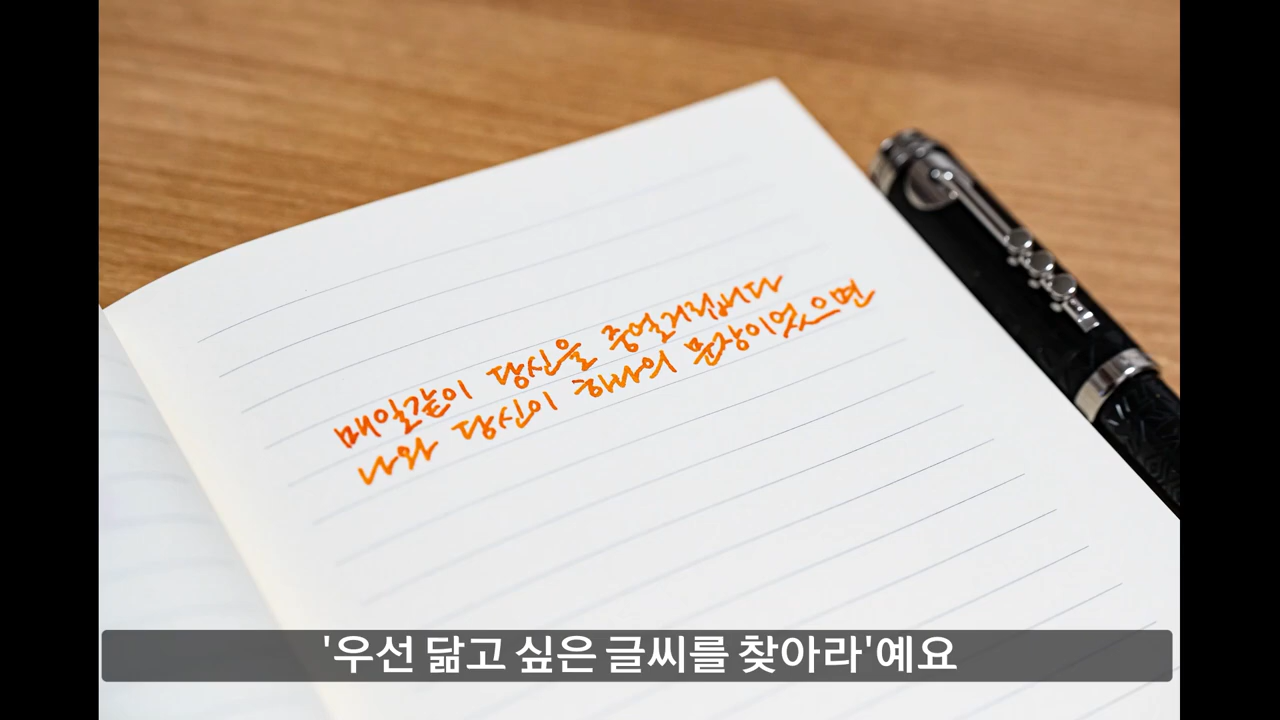 매일같이 당신을 중얼거립니다
나와 당신이 하나의 문장이었으면
'우선 닮고 싶은 글씨를 찾아라'예요